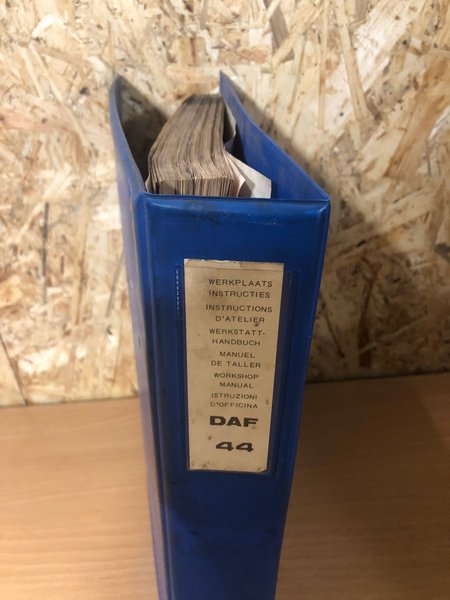 WERKPLAATS
INSTRUCTIES
INSTRUCTIONS
D'ATELIER
WERKSTATT-
HANDBUCH
MANUEL
DE TALLER
WORKSHOP
MANUAL
ISTRUZIONI
D'OFFICINA
DAF
44